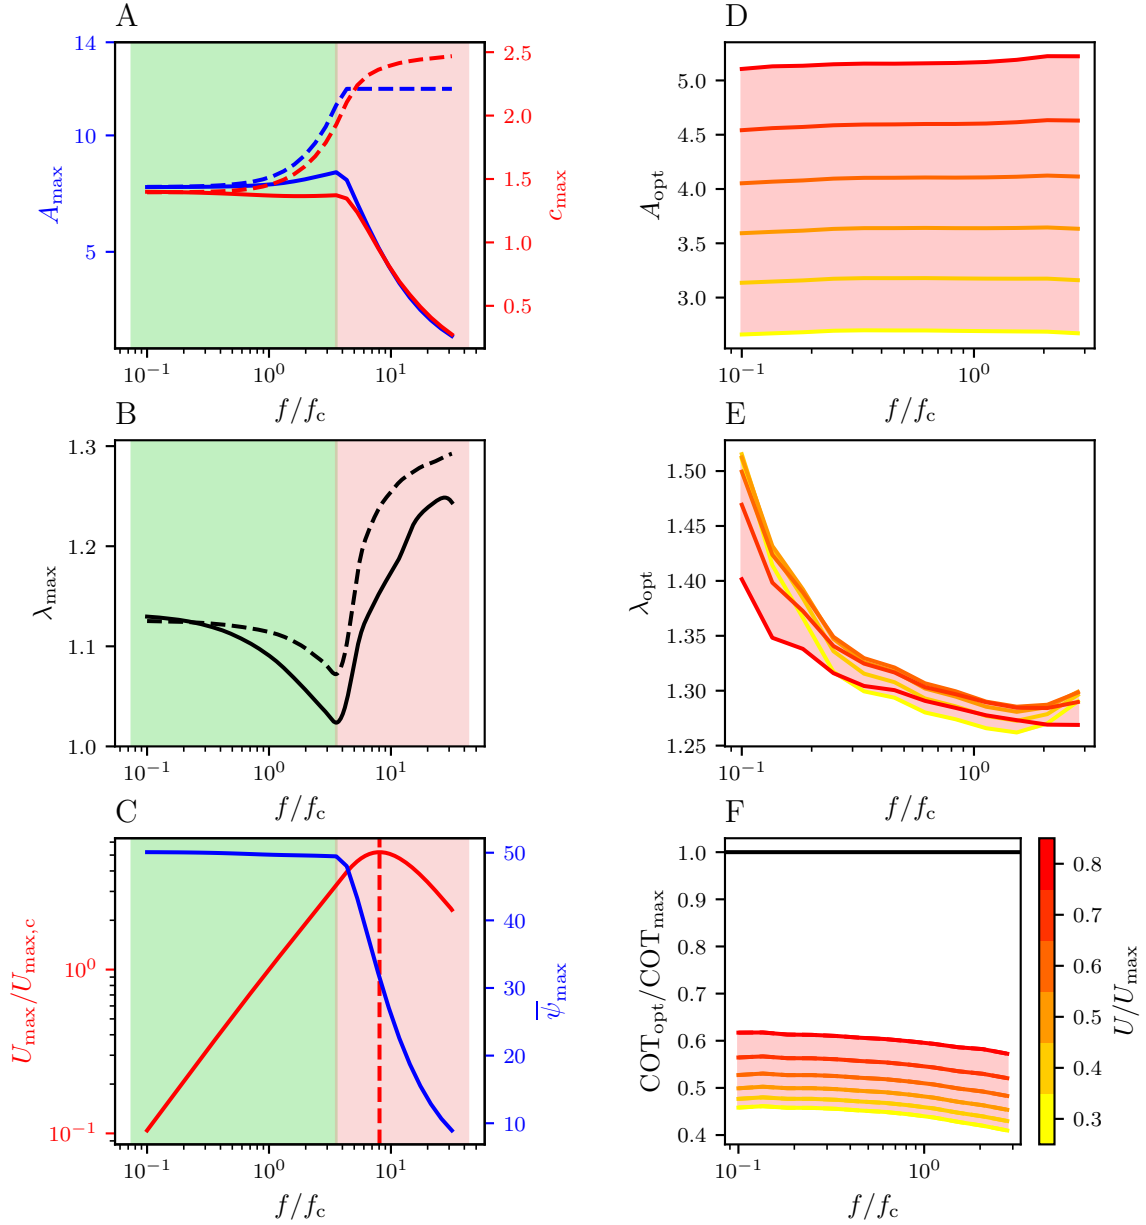 A
14
10
5
A_max
2.5
2.0
1.5
1.0
0.5
c_max
10^−1
10^0
10^1
f/f_c
B
1.3
1.2
1.1
1.0
λ_max
10^−1
10^0
10^1
f/f_c
C
10^0
10^−1
U_max/U_max,c
50
40
30
20
10
ψ̅_max
10^−1
10^0
10^1
f/f_c
D
5.0
4.5
4.0
3.5
3.0
A_opt
10^−1
10^0
f/f_c
E
1.50
1.45
1.40
1.35
1.30
1.25
λ_opt
10^−1
10^0
f/f_c
F
1.0
0.9
0.8
0.7
0.6
0.5
0.4
COT_opt/COT_max
10^−1
10^0
f/f_c
0.8
0.7
0.6
0.5
0.4
0.3
U/U_max